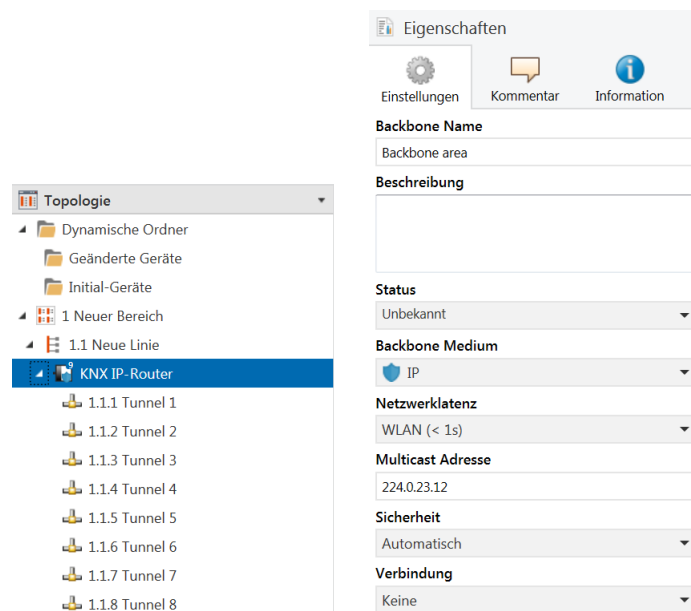 Topologie
Dynamische Ordner
Geänderte Geräte
Initial-Geräte
1 Neuer Bereich
1.1 Neue Linie
9
KNX IP-Router
1.1.1 Tunnel 1
1.1.2 Tunnel 2
1.1.3 Tunnel 3
1.1.4 Tunnel 4
1.1.5 Tunnel 5
1.1.6 Tunnel 6
1.1.7 Tunnel 7
1.1.8 Tunnel 8
Eigenschaften
Einstellungen
Kommentar
Information
Backbone Name
Backbone area
Beschreibung
Status
Unbekannt
Backbone Medium
IP
Netzwerklatenz
WLAN (< 1s)
Multicast Adresse
224.0.23.12
Sicherheit
Automatisch
Verbindung
Keine